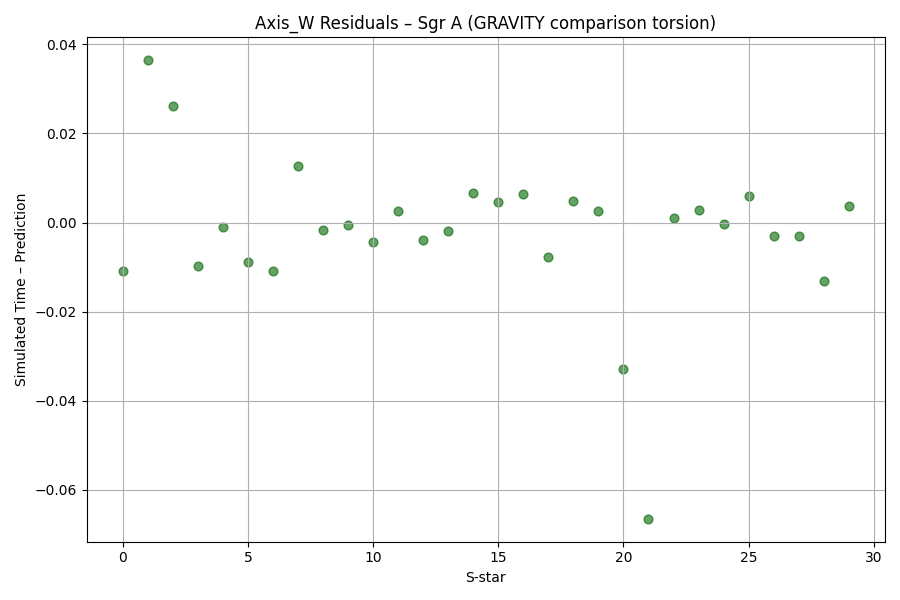 Axis_W Residuals – Sgr A (GRAVITY comparison torsion)
Simulated Time – Prediction
0.04
0.02
0.00
−0.02
−0.04
−0.06
0 5 10 15 20 25 30
S-star